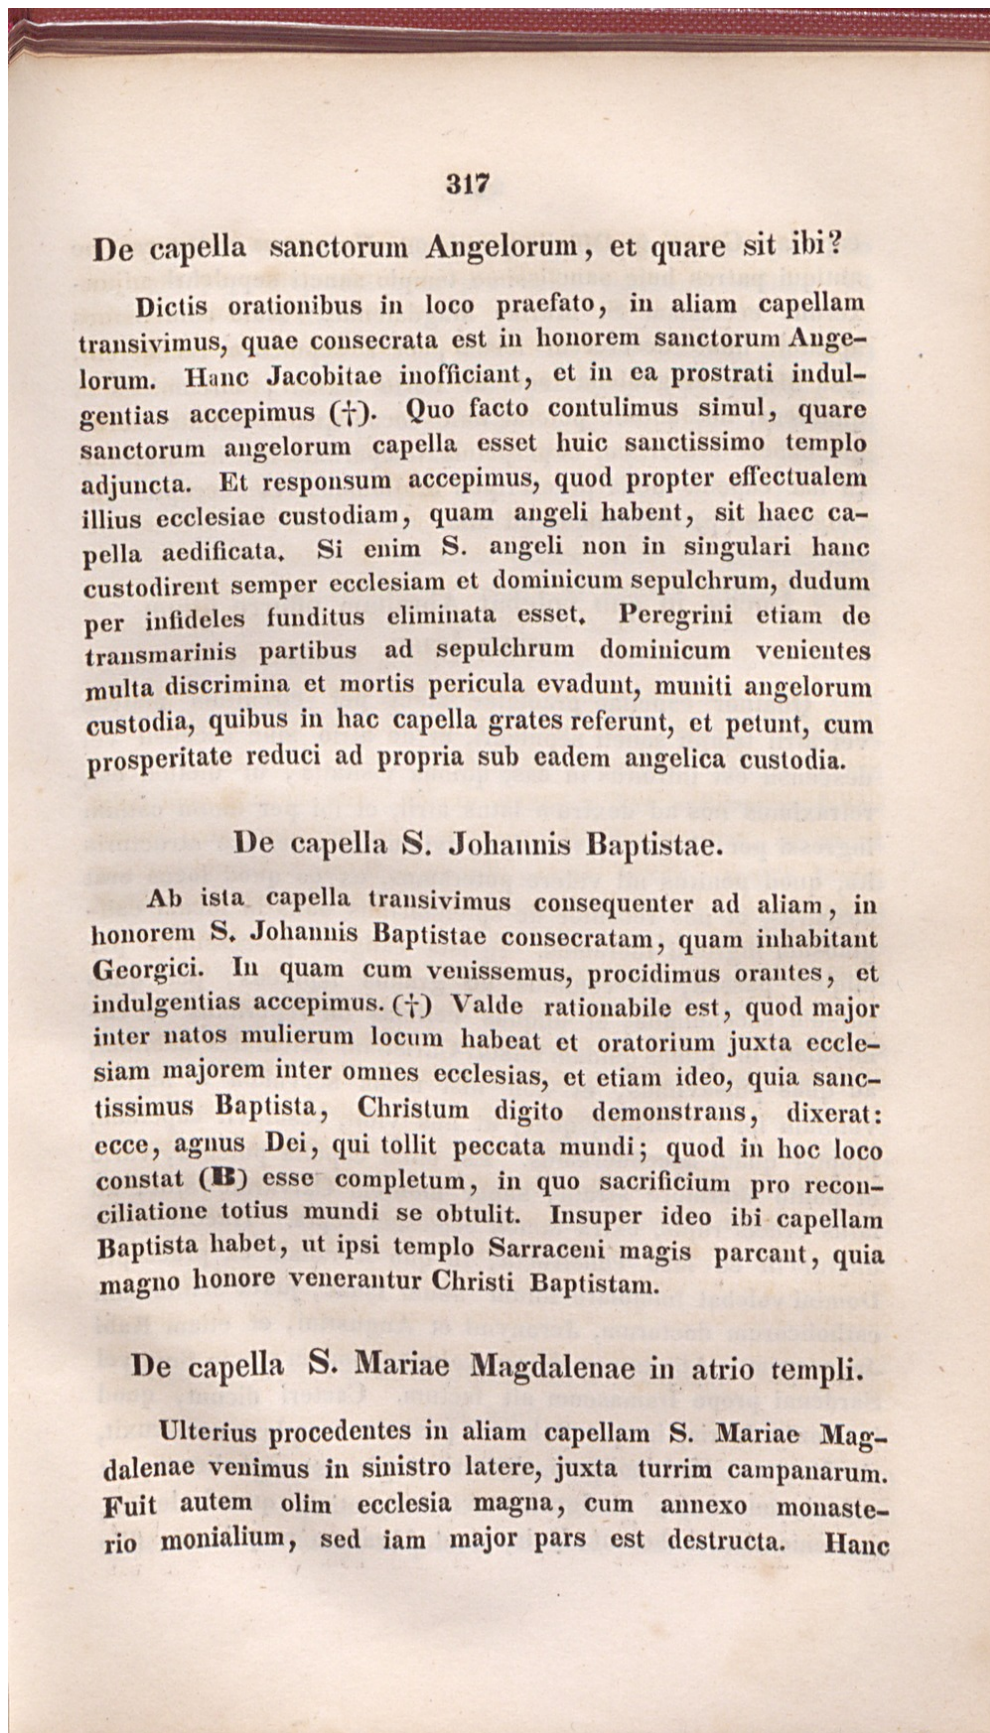 317
De capella sanctorum Angelorum, et quare sit ibi?
Dictis orationibus in loco praefato, in aliam capellam
transivimus, quae consecrata est in honorem sanctorum Ange-
lorum. Hanc Jacobitae inofficiant, et in ea prostrati indul-
gentias accepimus (†). Quo facto contulimus simul, quare
sanctorum angelorum capella esset huic sanctissimo templo
adjuncta. Et responsum accepimus, quod propter effectualem
illius ecclesiae custodiam, quam angeli habent, sit haec ca-
pella aedificata. Si enim S. angeli non in singulari hanc
custodirent semper ecclesiam et dominicum sepulchrum, dudum
per infideles funditus eliminata esset. Peregrini etiam de
transmarinis partibus ad sepulchrum dominicum venientes
multa discrimina et mortis pericula evadunt, muniti angelorum
custodia, quibus in hac capella grates referunt, et petunt, cum
prosperitate reduci ad propria sub eadem angelica custodia.
De capella S. Johannis Baptistae.
Ab ista capella transivimus consequenter ad aliam, in
honorem S. Johannis Baptistae consecratam, quam inhabitant
Georgici. In quam cum venissemus, procidimus orantes, et
indulgentias accepimus. (†) Valde rationabile est, quod major
inter natos mulierum locum habeat et oratorium juxta eccle-
siam majorem inter omnes ecclesias, et etiam ideo, quia sanc-
tissimus Baptista, Christum digito demonstrans, dixerat:
ecce, agnus Dei, qui tollit peccata mundi; quod in hoc loco
constat (B) esse completum, in quo sacrificium pro recon-
ciliatione totius mundi se obtulit. Insuper ideo ibi capellam
Baptista habet, ut ipsi templo Sarraceni magis parcant, quia
magno honore venerantur Christi Baptistam.
De capella S. Mariae Magdalenae in atrio templi.
Ulterius procedentes in aliam capellam S. Mariae Mag-
dalenae venimus in sinistro latere, juxta turrim campanarum.
Fuit autem olim ecclesia magna, cum annexo monaste-
rio monialium, sed iam major pars est destructa. Hanc